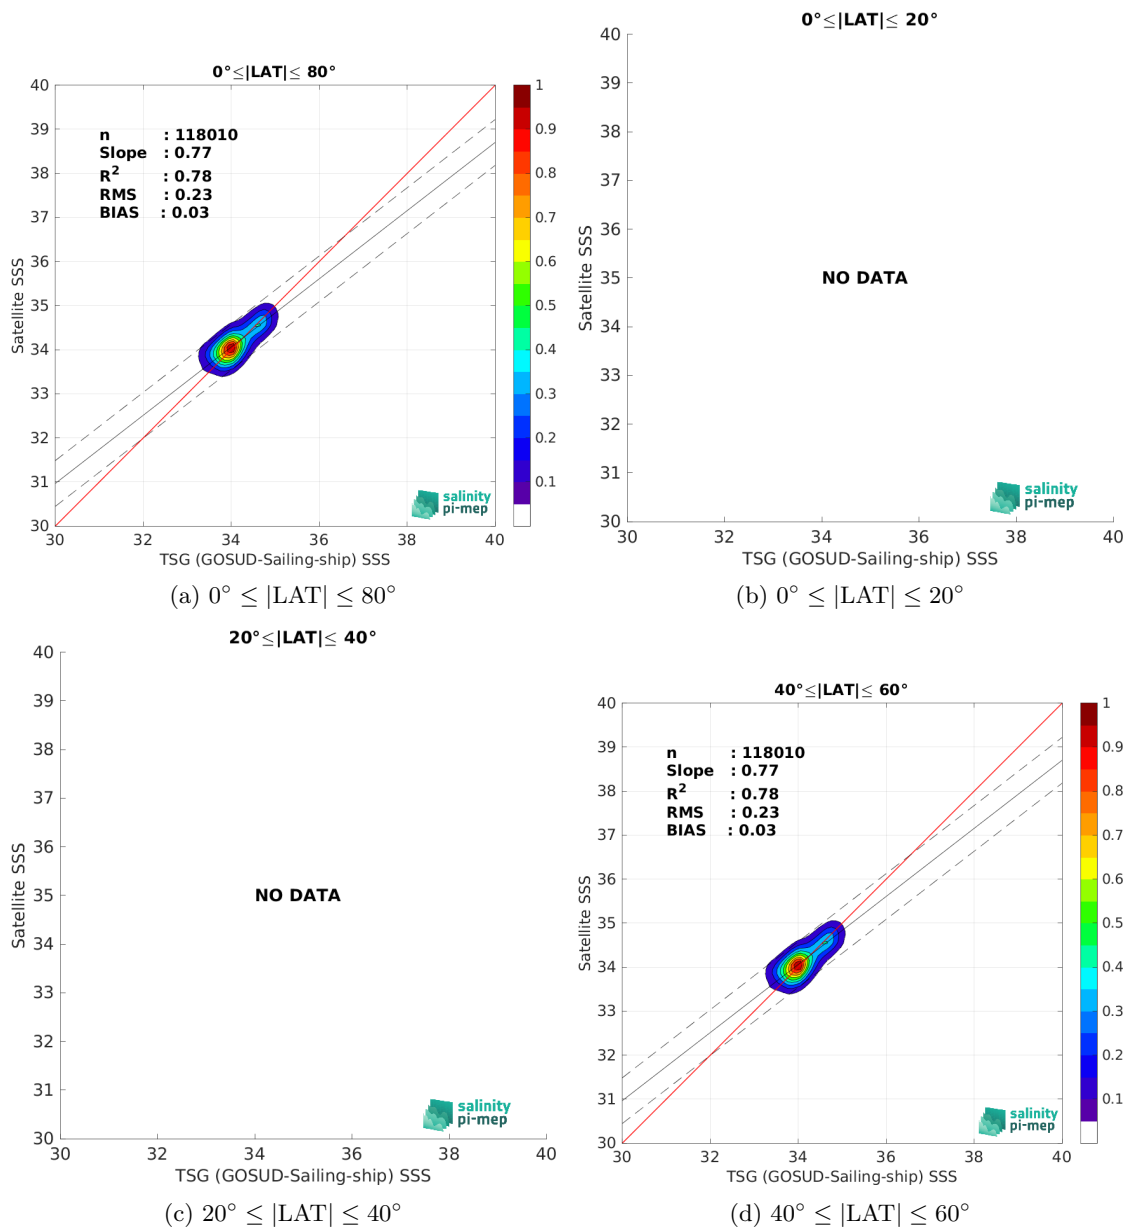 0°≤|LAT|≤ 80°
40
39
38
37
36
35
34
33
32
31
30
Satellite SSS
n : 118010
Slope : 0.77
R² : 0.78
RMS : 0.23
BIAS : 0.03
salinity
pi-mep
30 32 34 36 38 40
TSG (GOSUD-Sailing-ship) SSS
1
0.9
0.8
0.7
0.6
0.5
0.4
0.3
0.2
0.1
(a) 0° ≤ |LAT| ≤ 80°
0°≤|LAT|≤ 20°
40
39
38
37
36
35
34
33
32
31
30
Satellite SSS
NO DATA
salinity
pi-mep
30 32 34 36 38 40
TSG (GOSUD-Sailing-ship) SSS
(b) 0° ≤ |LAT| ≤ 20°
20°≤|LAT|≤ 40°
40
39
38
37
36
35
34
33
32
31
30
Satellite SSS
NO DATA
salinity
pi-mep
30 32 34 36 38 40
TSG (GOSUD-Sailing-ship) SSS
(c) 20° ≤ |LAT| ≤ 40°
40°≤|LAT|≤ 60°
40
39
38
37
36
35
34
33
32
31
30
Satellite SSS
n : 118010
Slope : 0.77
R² : 0.78
RMS : 0.23
BIAS : 0.03
salinity
pi-mep
30 32 34 36 38 40
TSG (GOSUD-Sailing-ship) SSS
1
0.9
0.8
0.7
0.6
0.5
0.4
0.3
0.2
0.1
(d) 40° ≤ |LAT| ≤ 60°